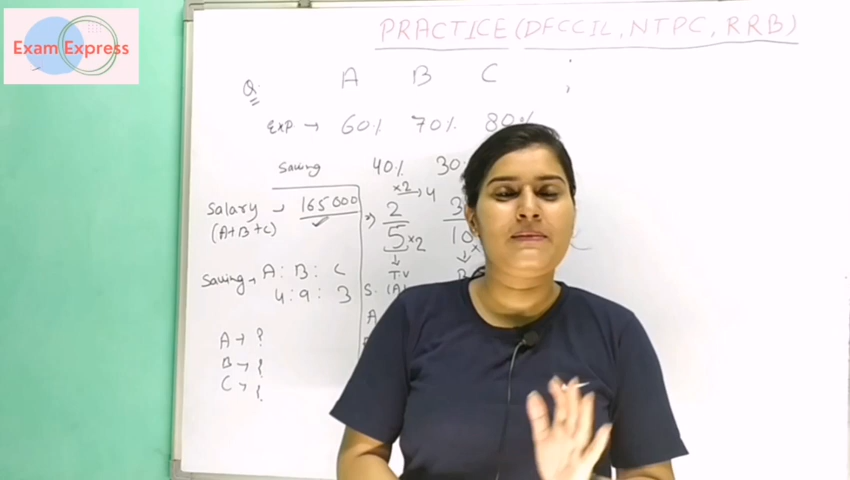 Exam Express
PRACTICE (DFCCIL, NTPC, RRB)
Q. A B C ;
EXP → 60% 70% 80%
Saving 40% 30
×2 → 4
Salary → 165000
(A+B+C)
2 3
5 ×2 10
T.V
Saving → A : B : C
4 : 9 : 3
S. (A)
A → ?
B → ?
C → ?